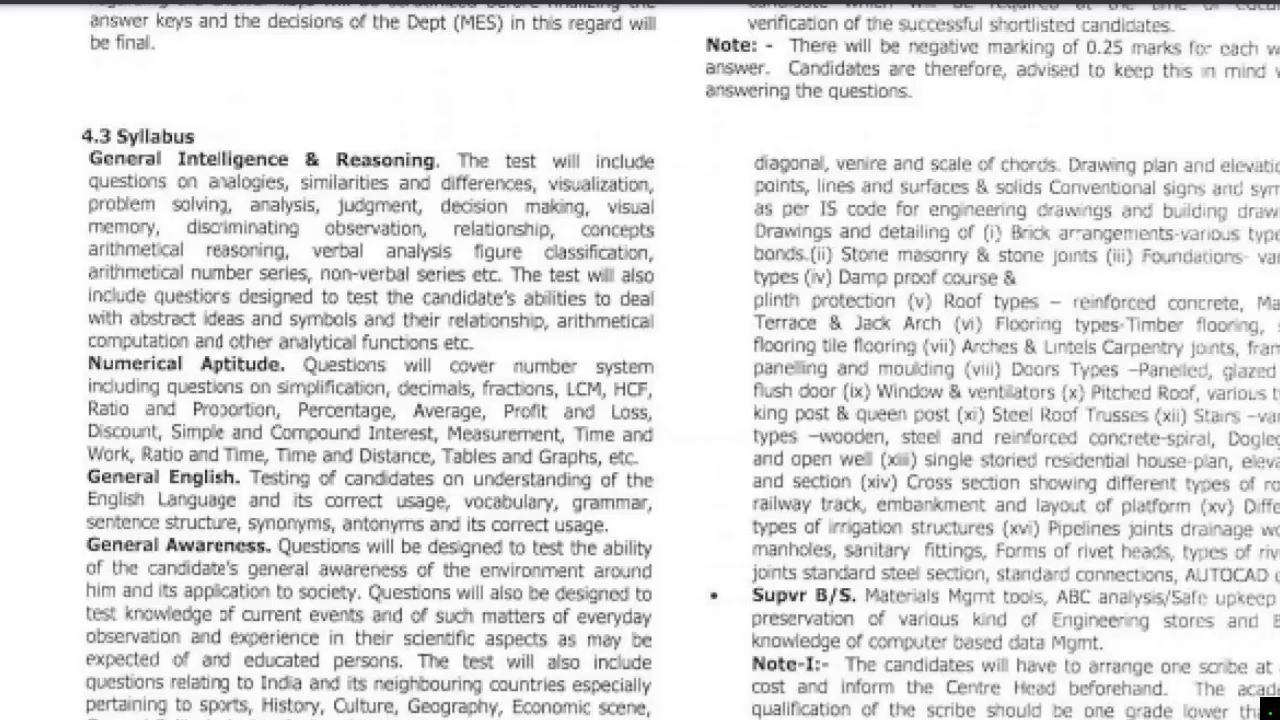 answer keys and the decisions of the Dept (MES) in this regard will
be final.
4.3 Syllabus
General Intelligence & Reasoning. The test will include
questions on analogies, similarities and differences, visualization,
problem solving, analysis, judgment, decision making, visual
memory, discriminating observation, relationship, concepts
arithmetical reasoning, verbal analysis figure classification,
arithmetical number series, non-verbal series etc. The test will also
include questions designed to test the candidate's abilities to deal
with abstract ideas and symbols and their relationship, arithmetical
computation and other analytical functions etc.
Numerical Aptitude. Questions will cover number system
including questions on simplification, decimals, fractions, LCM, HCF,
Ratio and Proportion, Percentage, Average, Profit and Loss,
Discount, Simple and Compound Interest, Measurement, Time and
Work, Ratio and Time, Time and Distance, Tables and Graphs, etc.
General English. Testing of candidates on understanding of the
English Language and its correct usage, vocabulary, grammar,
sentence structure, synonyms, antonyms and its correct usage.
General Awareness. Questions will be designed to test the ability
of the candidate's general awareness of the environment around
him and its application to society. Questions will also be designed to
test knowledge of current events and of such matters of everyday
observation and experience in their scientific aspects as may be
expected of and educated persons. The test will also include
questions relating to India and its neighbouring countries especially
pertaining to sports, History, Culture, Geography, Economic scene,
verification of the successful shortlisted candidates.
Note: - There will be negative marking of 0.25 marks for each
answer. Candidates are therefore, advised to keep this in mind
answering the questions.
diagonal, venire and scale of chords. Drawing plan and
points, lines and surfaces & solids Conventional signs and
as per IS code for engineering drawings and building
Drawings and detailing of (i) Brick arrangements-various
bonds.(ii) Stone masonry & stone joints (iii) Foundations-
types (iv) Damp proof course &
plinth protection (v) Roof types – reinforced concrete,
Terrace & Jack Arch (vi) Flooring types-Timber flooring,
flooring tile flooring (vii) Arches & Lintels Carpentry joints,
panelling and moulding (viii) Doors Types –Panelled, glazed
flush door (ix) Window & ventilators (x) Pitched Roof, various
king post & queen post (xi) Steel Roof Trusses (xii) Stairs
types –wooden, steel and reinforced concrete-spiral,
and open well (xiii) single storied residential house-plan,
and section (xiv) Cross section showing different types of
railway track, embankment and layout of platform (xv)
types of irrigation structures (xvi) Pipelines joints drainage
manholes, sanitary fittings, Forms of rivet heads, types of
joints standard steel section, standard connections, AUTOCAD
• Supvr B/S. Materials Mgmt tools, ABC analysis/Safe upkeep
preservation of various kind of Engineering stores and
knowledge of computer based data Mgmt.
Note-I:- The candidates will have to arrange one scribe at
cost and inform the Centre Head beforehand. The
qualification of the scribe should be one grade lower